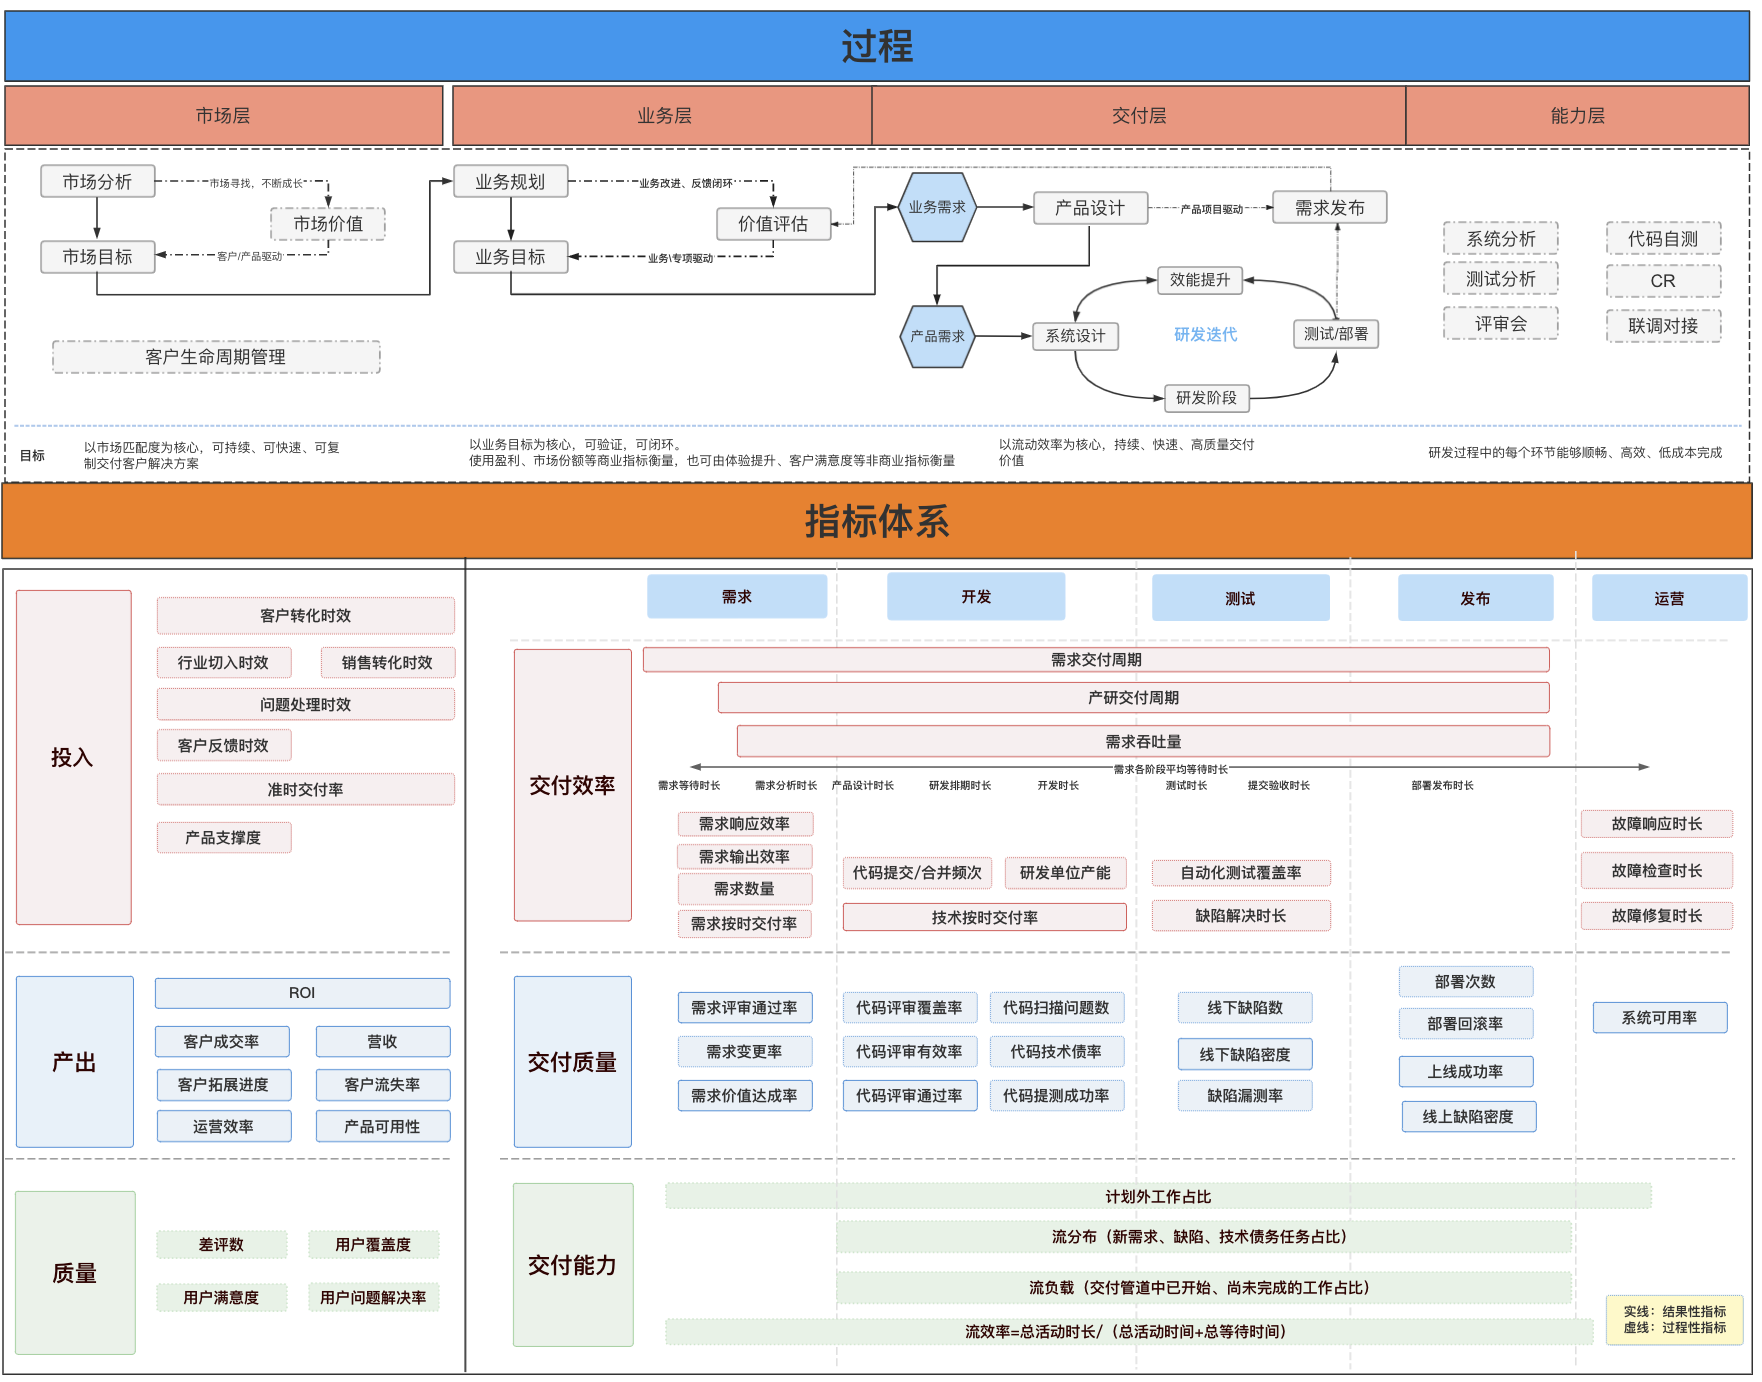 过程
市场层
业务层
交付层
能力层
市场分析
市场寻找，不断成长
市场价值
市场目标
客户/产品驱动
客户生命周期管理
业务规划
业务改进、反馈闭环
价值评估
业务目标
业务\专项驱动
业务需求
产品设计
产品项目驱动
需求发布
产品需求
系统设计
效能提升
研发迭代
测试/部署
研发阶段
系统分析
代码自测
测试分析
CR
评审会
联调对接
目标
以市场匹配度为核心，可持续、可快速、可复
制交付客户解决方案
以业务目标为核心，可验证，可闭环。
使用盈利、市场份额等商业指标衡量，也可由体验提升、客户满意度等非商业指标衡量
以流动效率为核心，持续、快速、高质量交付
价值
研发过程中的每个环节能够顺畅、高效、低成本完成
指标体系
投入
客户转化时效
行业切入时效
销售转化时效
问题处理时效
客户反馈时效
准时交付率
产品支撑度
产出
ROI
客户成交率
营收
客户拓展进度
客户流失率
运营效率
产品可用性
质量
差评数
用户覆盖度
用户满意度
用户问题解决率
需求
开发
测试
发布
运营
交付效率
需求交付周期
产研交付周期
需求吞吐量
需求各阶段平均等待时长
需求等待时长
需求分析时长
产品设计时长
研发排期时长
开发时长
测试时长
提交验收时长
部署发布时长
需求响应效率
需求输出效率
需求数量
需求按时交付率
代码提交/合并频次
研发单位产能
技术按时交付率
自动化测试覆盖率
缺陷解决时长
故障响应时长
故障检查时长
故障修复时长
交付质量
需求评审通过率
需求变更率
需求价值达成率
代码评审覆盖率
代码扫描问题数
代码评审有效率
代码技术债率
代码评审通过率
代码提测成功率
线下缺陷数
线下缺陷密度
缺陷漏测率
部署次数
部署回滚率
上线成功率
线上缺陷密度
系统可用率
交付能力
计划外工作占比
流分布（新需求、缺陷、技术债务任务占比）
流负载（交付管道中已开始、尚未完成的工作占比）
流效率=总活动时长/（总活动时间+总等待时间）
实线：结果性指标
虚线：过程性指标